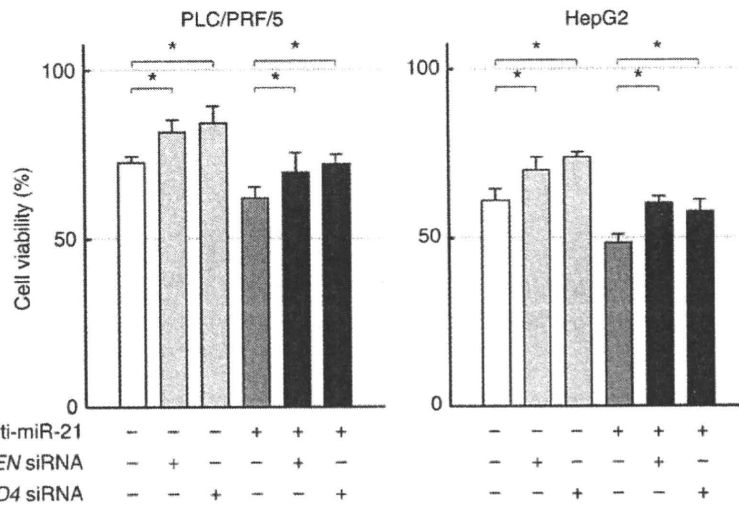 PLC/PRF/5 HepG2
* *
* *
* *
* *
Cell viability (%)
100 100
50 50
0 0
ti-miR-21 – – – + + + – – – + + +
EN siRNA – + – – + – – + – – + –
D4 siRNA – – + – – + – – + – – +